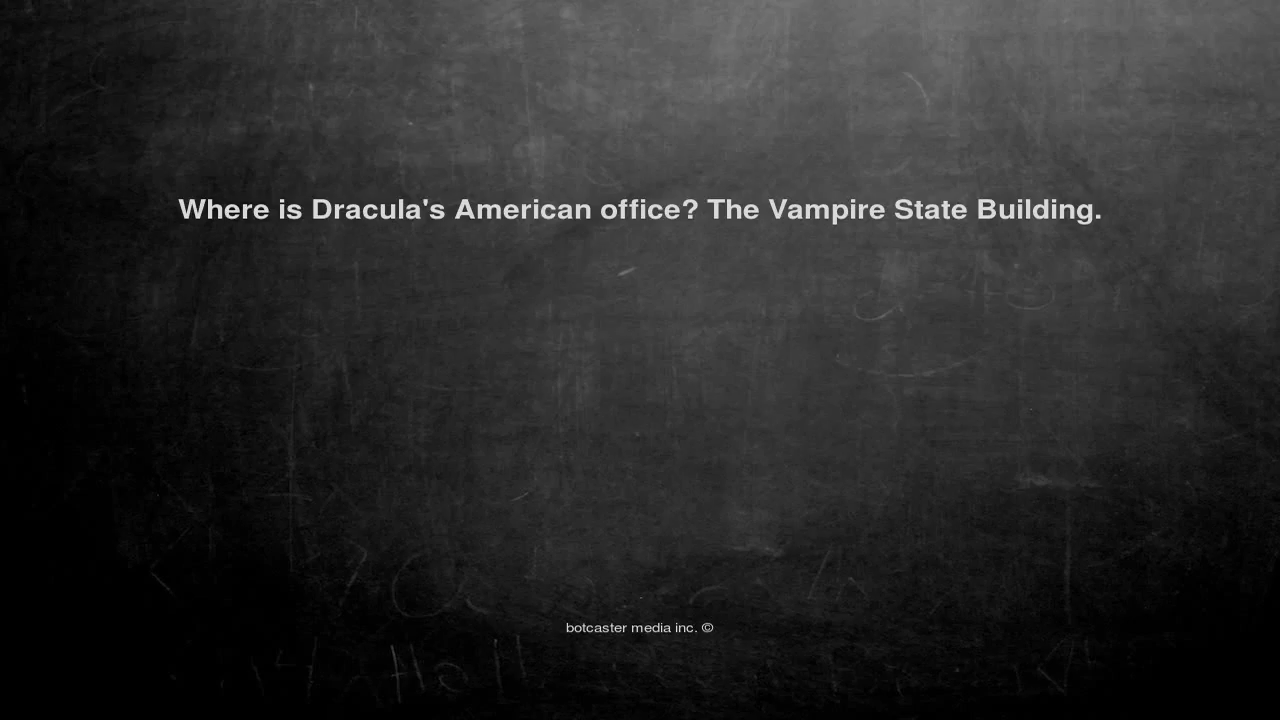 Where is Dracula's American office? The Vampire State Building.
botcaster media inc. ©